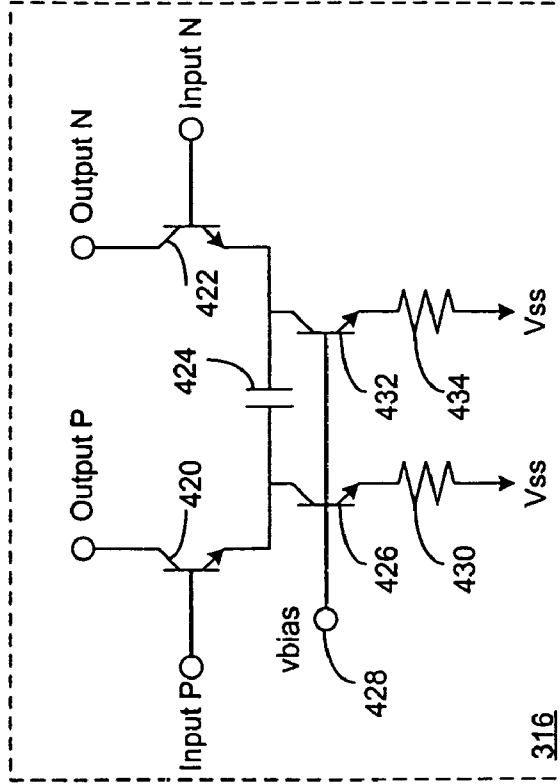 Output P
Output N
420
422
Input P
Input N
424
vbias
428
426
432
430
434
Vss
Vss
316